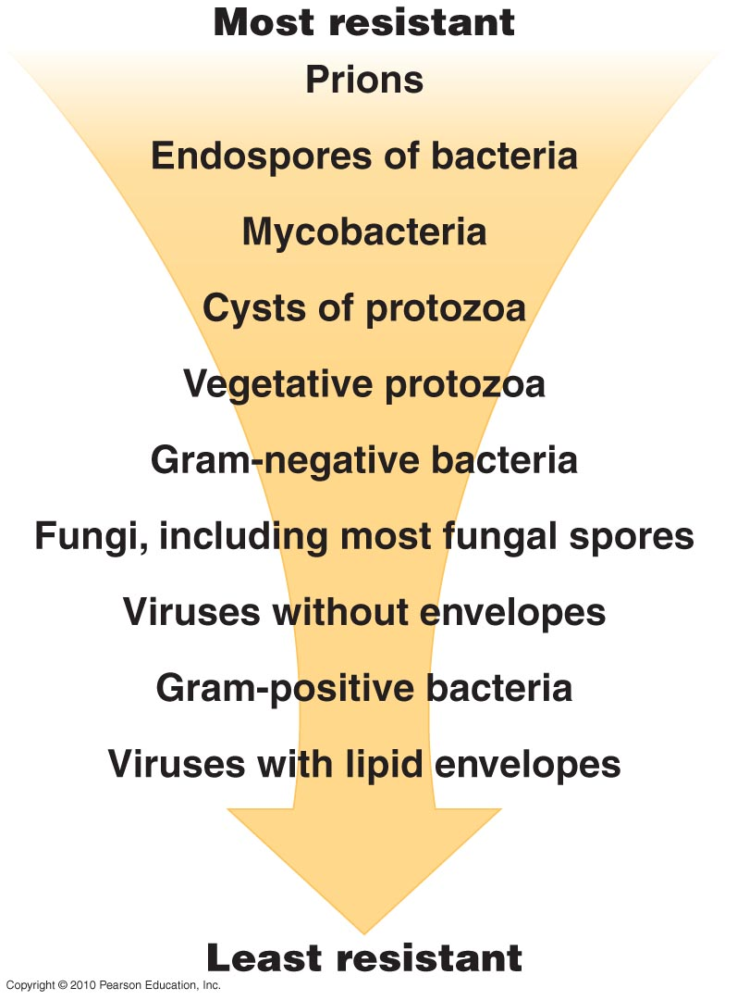 Most resistant
Prions
Endospores of bacteria
Mycobacteria
Cysts of protozoa
Vegetative protozoa
Gram-negative bacteria
Fungi, including most fungal spores
Viruses without envelopes
Gram-positive bacteria
Viruses with lipid envelopes
Least resistant
Copyright © 2010 Pearson Education, Inc.